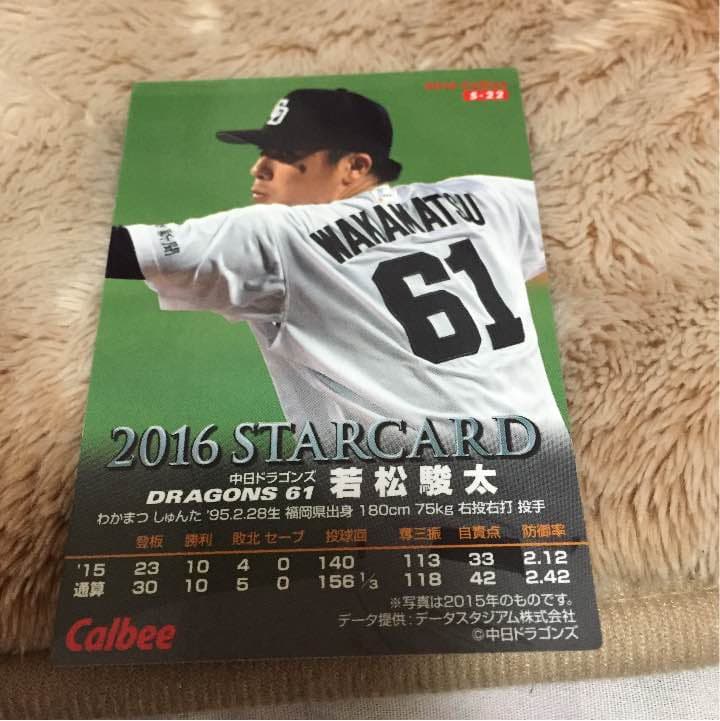 2016 Calbee
S-22
WAKAMATSU
61
2016 STARCARD
中日ドラゴンズ
DRAGONS 61 若松駿太
わかまつ しゅんた '95.2.28生 福岡県出身 180cm 75kg 右投右打 投手
登板 勝利 敗北 セーブ 投球回 奪三振 自責点 防御率
'15 23 10 4 0 140 113 33 2.12
通算 30 10 5 0 156 1/3 118 42 2.42
※写真は2015年のものです。
データ提供:データスタジアム株式会社
Calbee
©中日ドラゴンズ